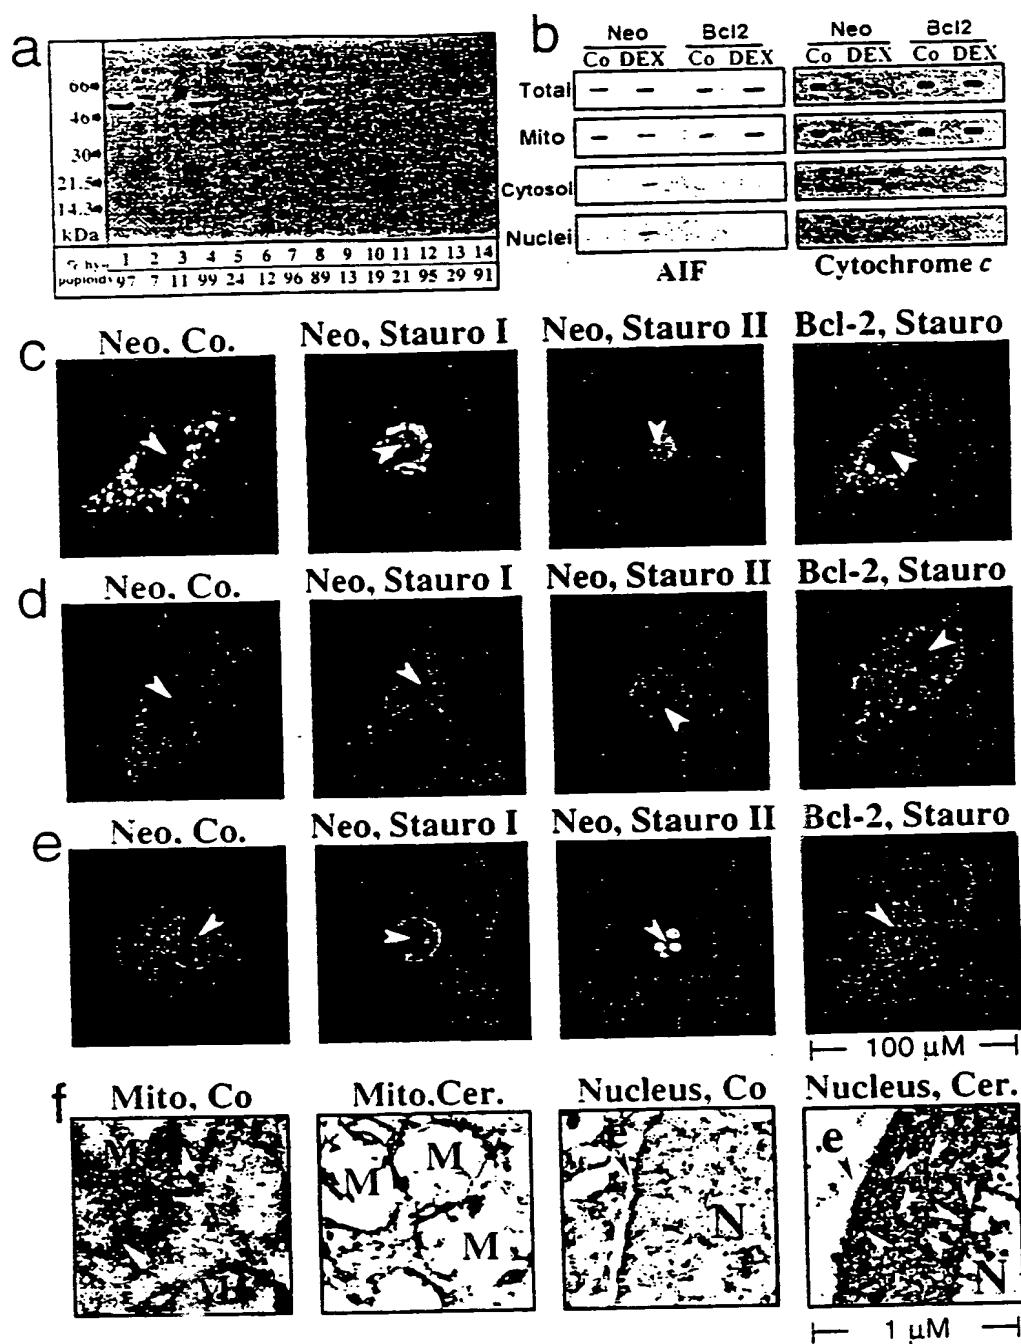 a
66
46
30
21.5
14.3
kDa
1 2 3 4 5 6 7 8 9 10 11 12 13 14
97 7 11 99 24 12 96 89 13 19 21 95 29 91
b
Neo Bcl2 Neo Bcl2
Co DEX Co DEX Co DEX Co DEX
Total
Mito
Cytosol
Nuclei
AIF Cytochrome c
c
Neo. Co. Neo, Stauro I Neo, Stauro II Bcl-2, Stauro
d
Neo. Co. Neo, Stauro I Neo, Stauro II Bcl-2, Stauro
e
Neo. Co. Neo, Stauro I Neo, Stauro II Bcl-2, Stauro
100 µM
f
Mito, Co Mito.Cer. Nucleus, Co Nucleus, Cer.
M M M M e N e N
1 µM